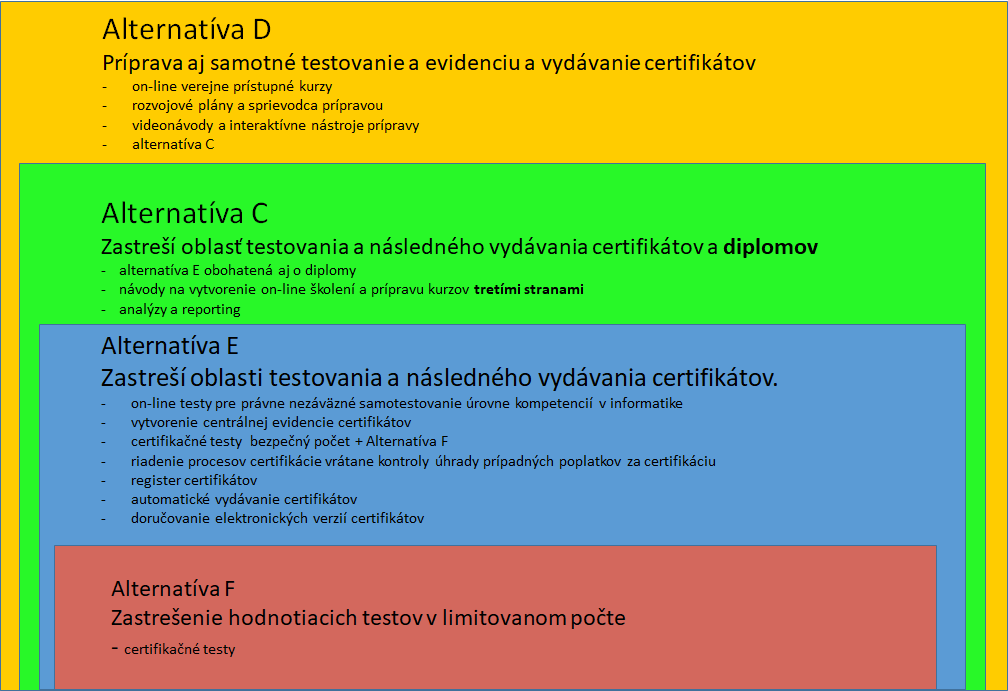 Alternatíva D
Príprava aj samotné testovanie a evidenciu a vydávanie certifikátov
- on-line verejne prístupné kurzy
- rozvojové plány a sprievodca prípravou
- videonávody a interaktívne nástroje prípravy
- alternatíva C
Alternatíva C
Zastreší oblasť testovania a následného vydávania certifikátov a diplomov
- alternatíva E obohatená aj o diplomy
- návody na vytvorenie on-line školení a prípravu kurzov tretími stranami
- analýzy a reporting
Alternatíva E
Zastreší oblasti testovania a následného vydávania certifikátov.
- on-line testy pre právne nezáväzné samotestovanie úrovne kompetencií v informatike
- vytvorenie centrálnej evidencie certifikátov
- certifikačné testy bezpečný počet + Alternatíva F
- riadenie procesov certifikácie vrátane kontroly úhrady prípadných poplatkov za certifikáciu
- register certifikátov
- automatické vydávanie certifikátov
- doručovanie elektronických verzií certifikátov
Alternatíva F
Zastrešenie hodnotiacich testov v limitovanom počte
- certifikačné testy